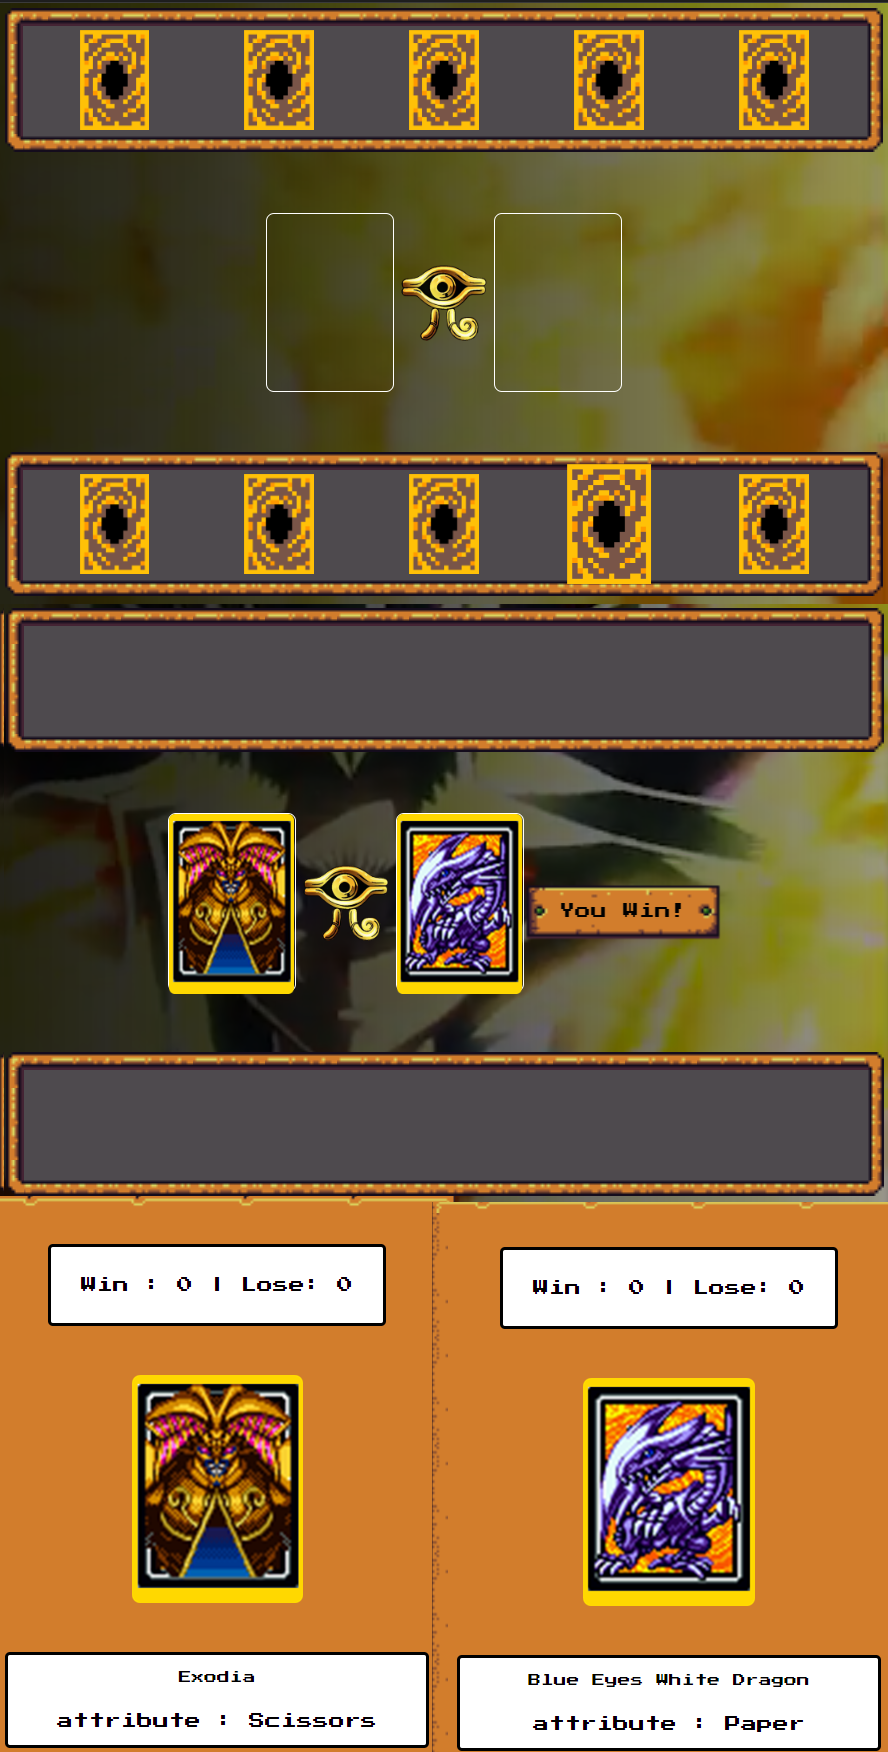 You Win!
Win : 0 | Lose: 0
Win : 0 | Lose: 0
Exodia
attribute : Scissors
Blue Eyes White Dragon
attribute : Paper